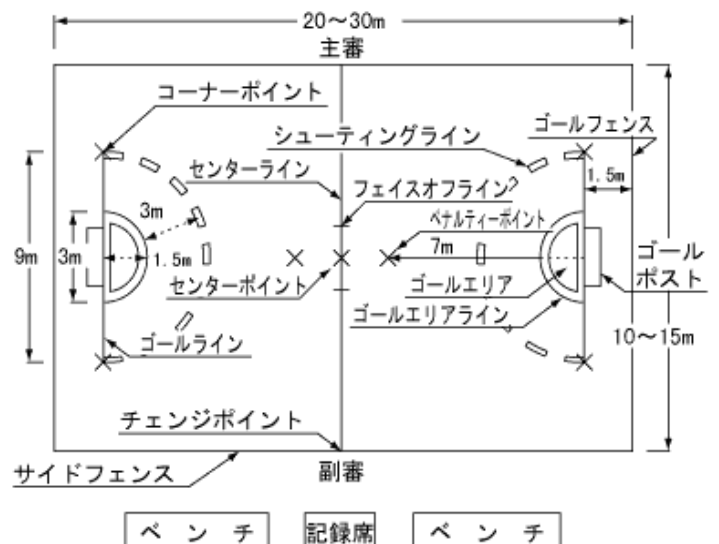 20～30m
主審
コーナーポイント
シューティングライン
ゴールフェンス
センターライン
フェイスオフライン
1.5m
3m
ペナルティーポイント
9m
3m
1.5m
7m
ゴール
ポスト
センターポイント
ゴールエリア
ゴールエリアライン
ゴールライン
10～15m
チェンジポイント
サイドフェンス
副審
ベンチ
記録席
ベンチ